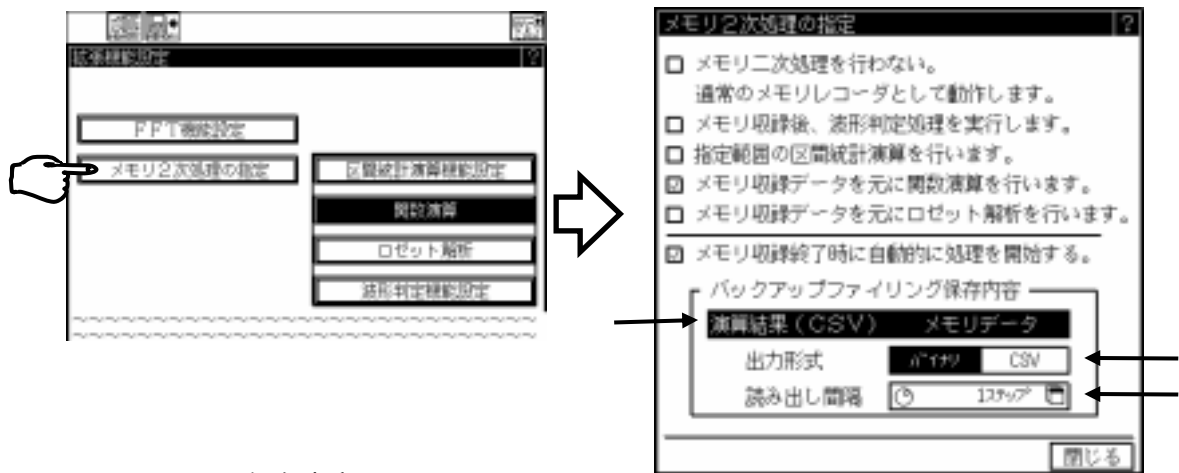 拡張機能設定 ?
FFT機能設定
メモリ2次処理の指定
区間統計演算機能設定
関数演算
ロゼット解析
波形判定機能設定
メモリ2次処理の指定 ?
メモリ二次処理を行わない。
通常のメモリレコーダとして動作します。
メモリ収録後、波形判定処理を実行します。
指定範囲の区間統計演算を行います。
メモリ収録データを元に関数演算を行います。
メモリ収録データを元にロゼット解析を行います。
メモリ収録終了時に自動的に処理を開始する。
バックアップファイリング保存内容
演算結果(CSV) メモリデータ
出力形式 バイナリ CSV
読み出し間隔 1ステップ
閉じる